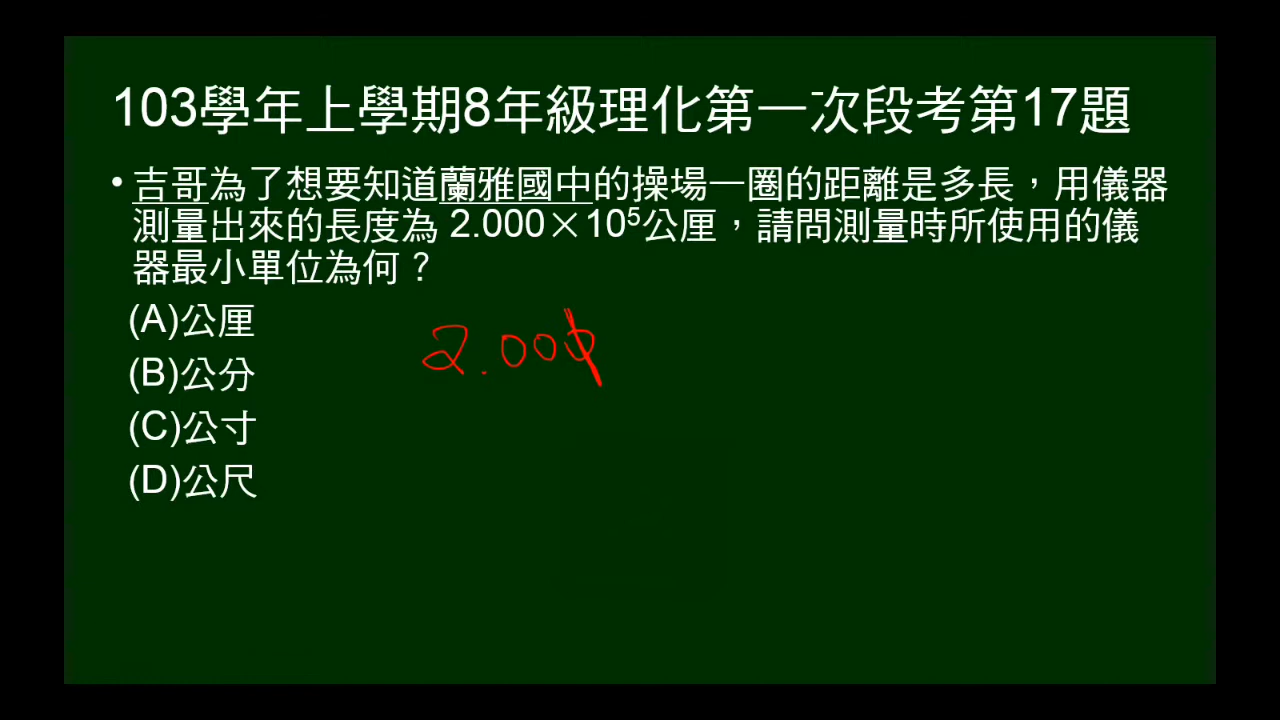 103學年上學期8年級理化第一次段考第17題
• 吉哥為了想要知道蘭雅國中的操場一圈的距離是多長，用儀器
測量出來的長度為 2.000×10⁵公厘，請問測量時所使用的儀
器最小單位為何？
(A)公厘
(B)公分
(C)公寸
(D)公尺
2.000